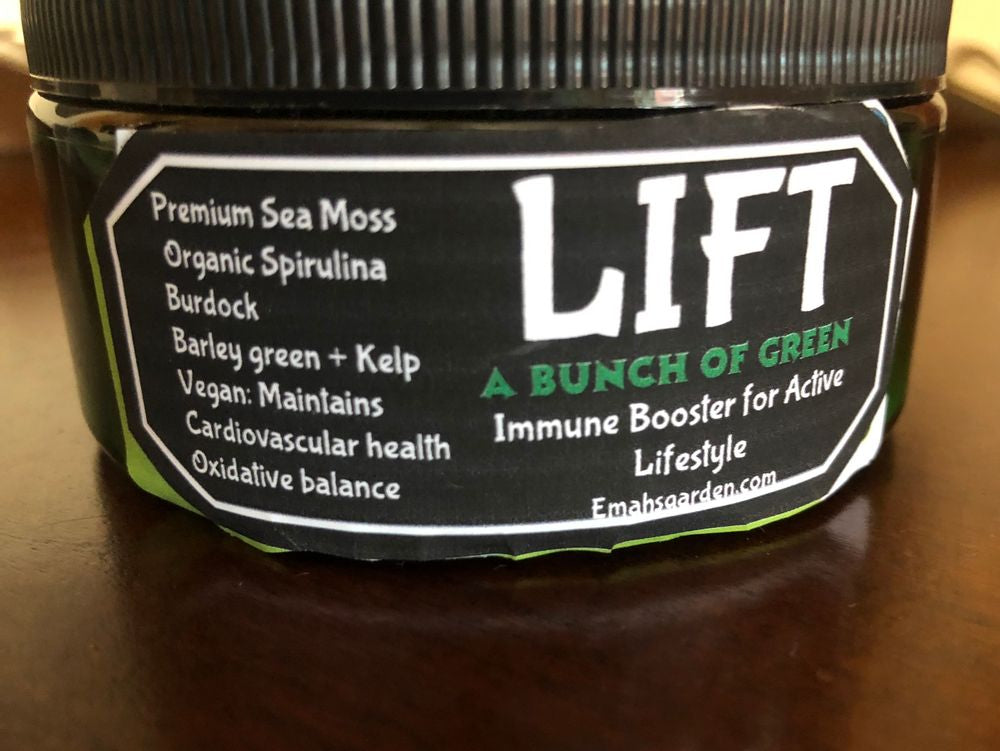 Premium Sea Moss
Organic Spirulina
Burdock
Barley green + Kelp
Vegan: Maintains
Cardiovascular health
Oxidative balance
LIFT
A BUNCH OF GREEN
Immune Booster for Active
Lifestyle
Emahsgarden.com